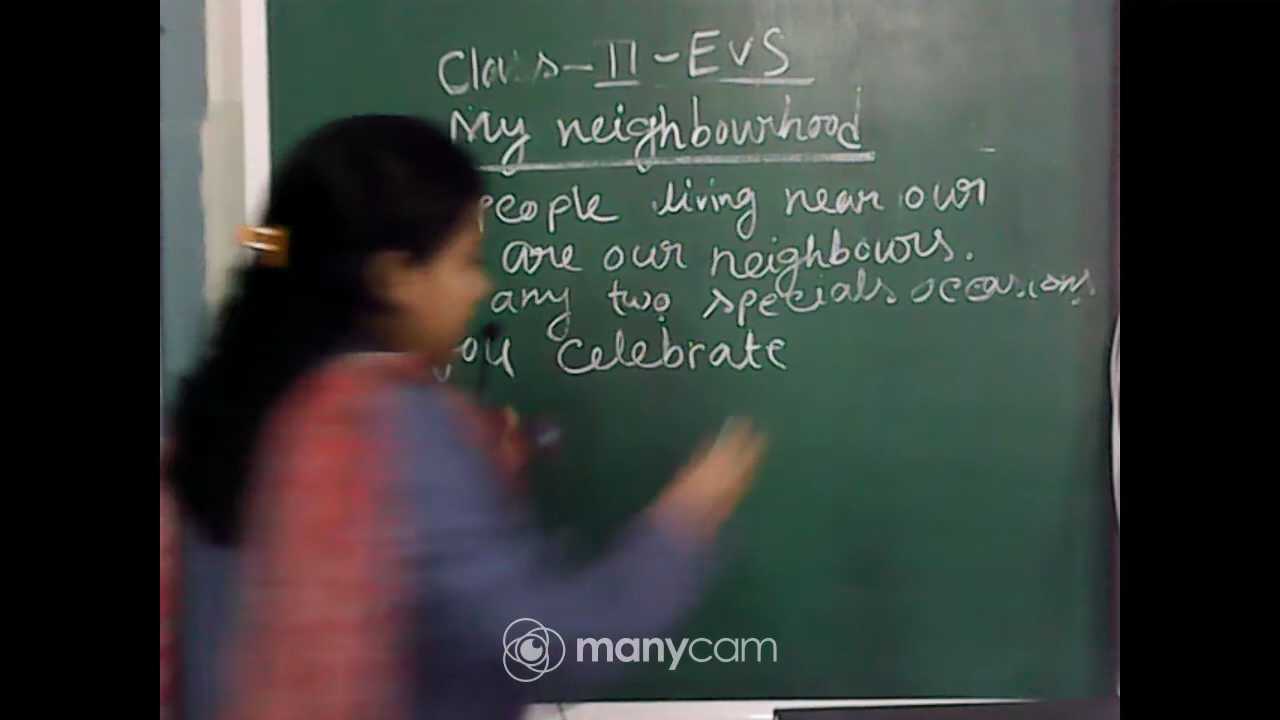 Class - II - EVS
My neighbourhood
people living near our
are our neighbours.
any two specials occasions
you celebrate
manycam